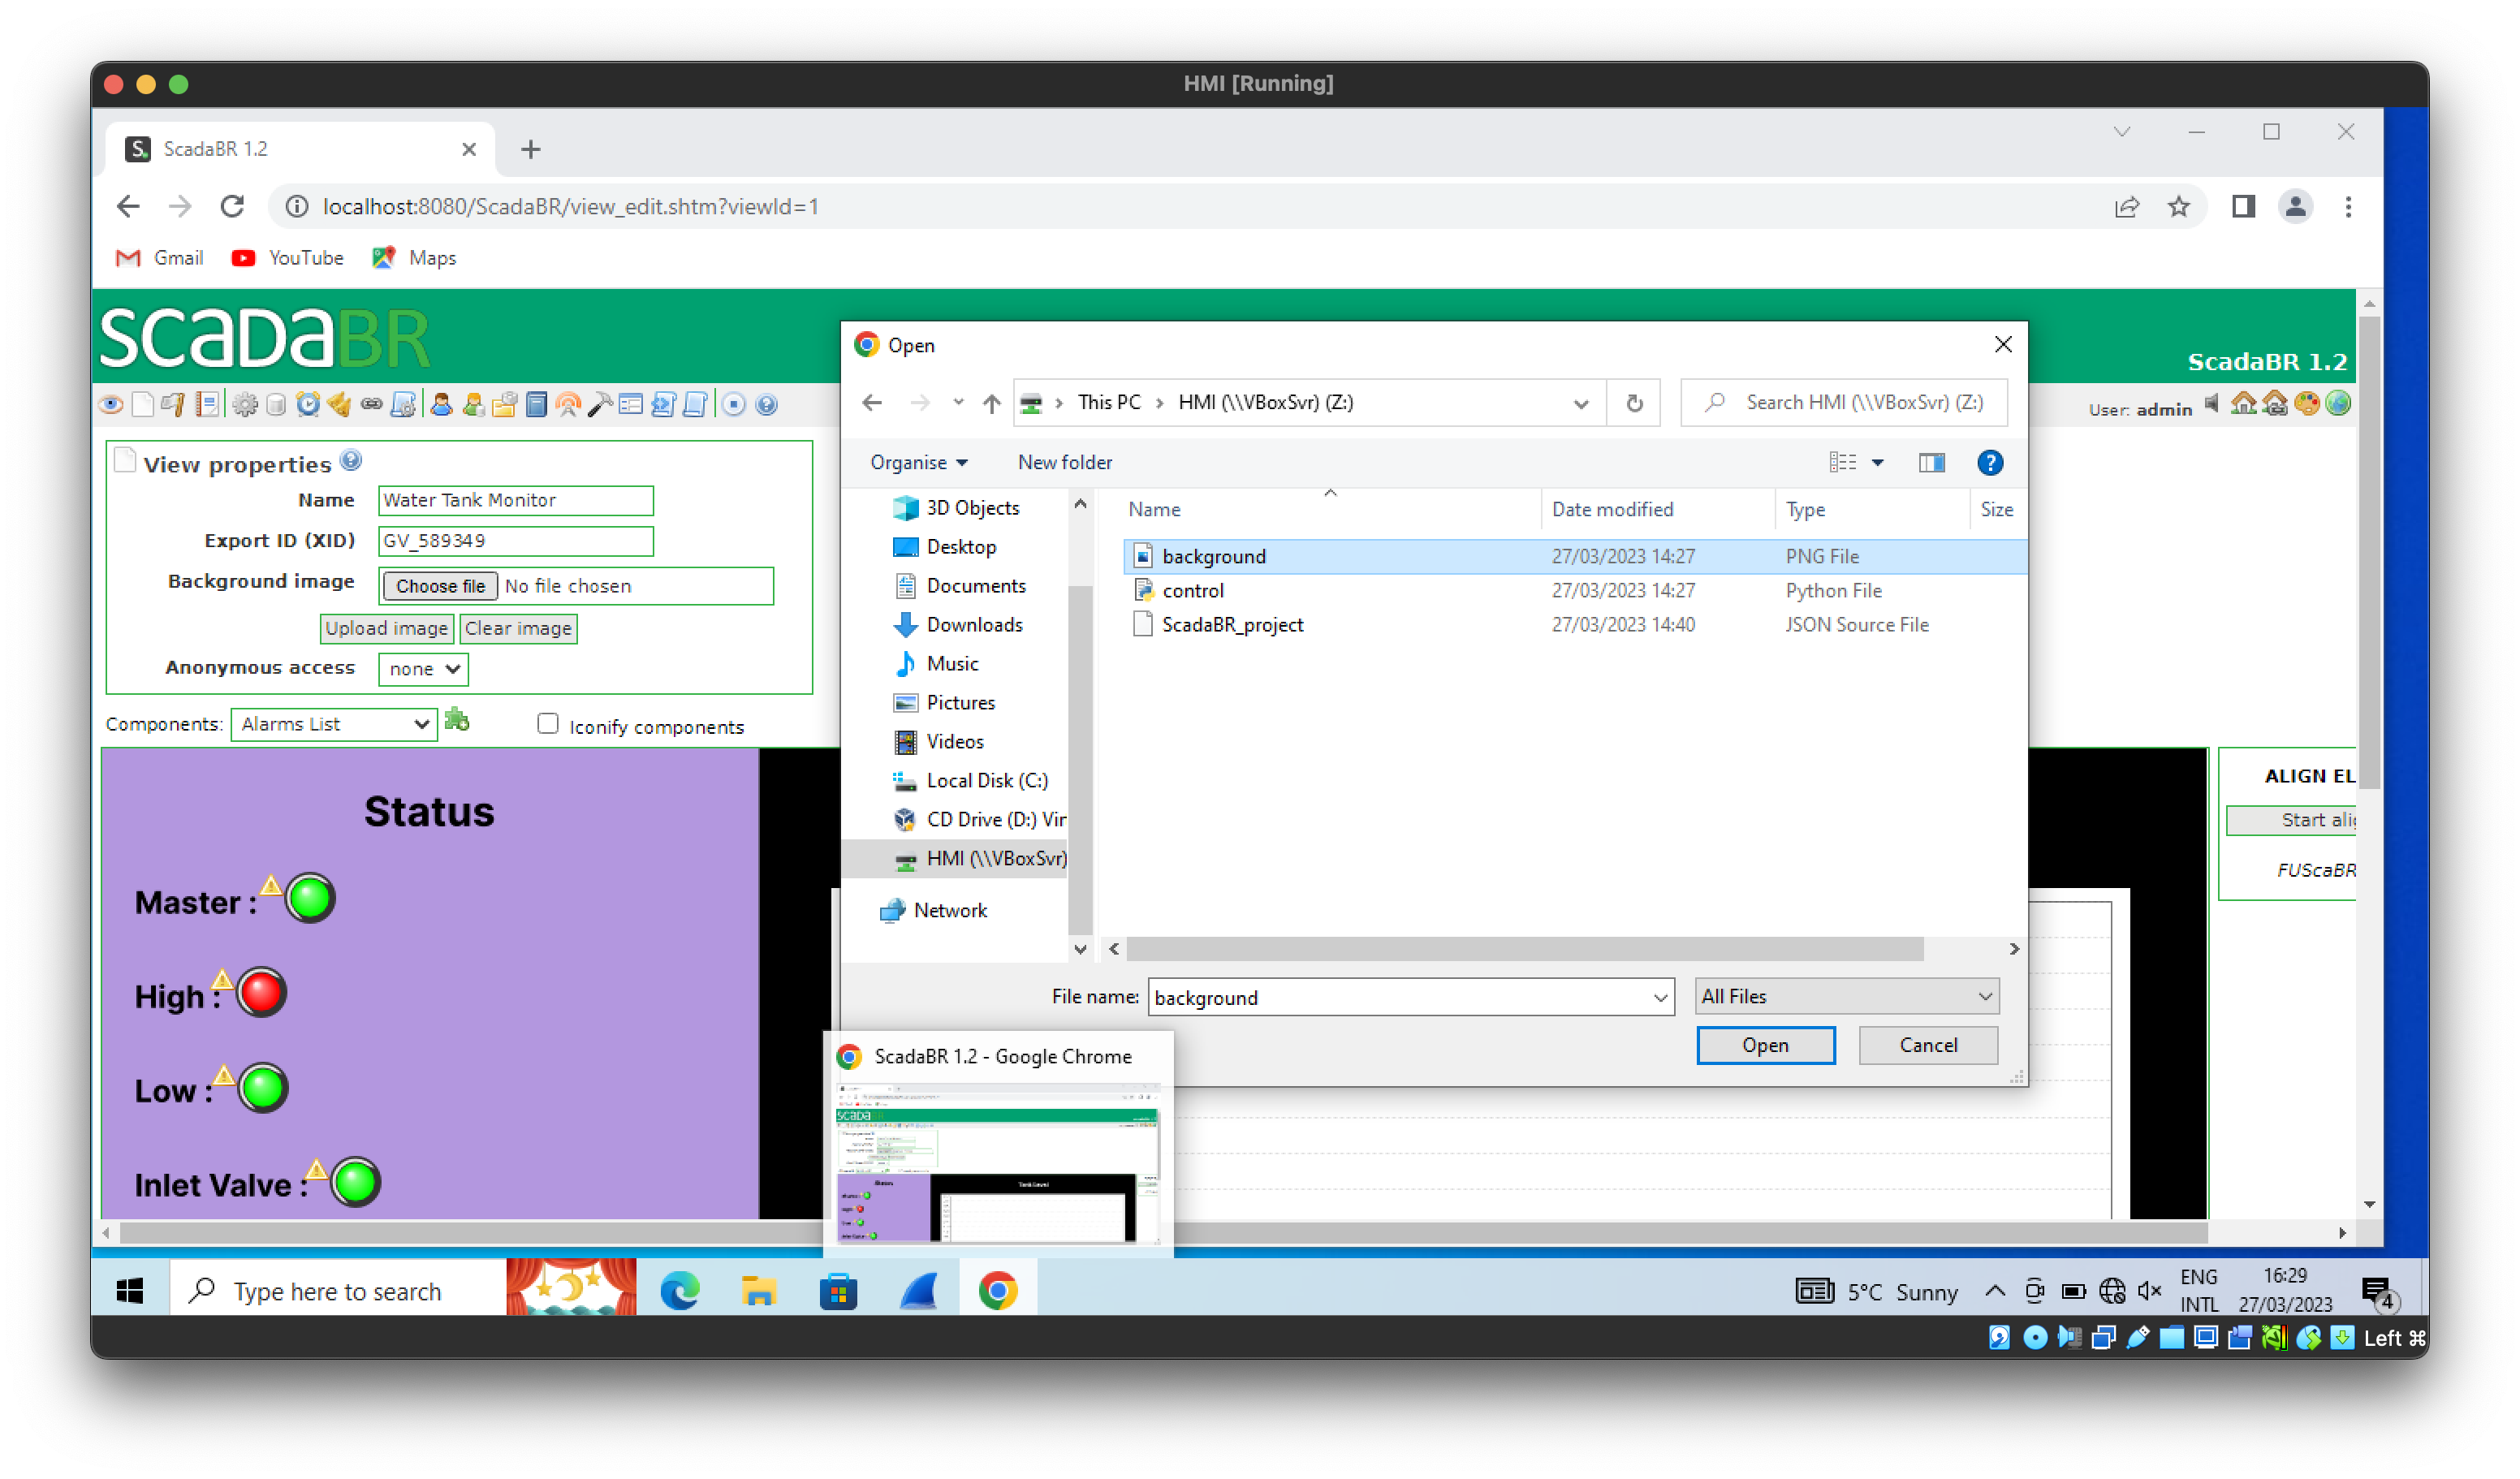 HMI [Running]
ScadaBR 1.2
localhost:8080/ScadaBR/view_edit.shtm?viewId=1
Gmail YouTube Maps
scadaBR
ScadaBR 1.2
User: admin
View properties
Name Water Tank Monitor
Export ID (XID) GV_589349
Background image Choose file No file chosen
Upload image Clear image
Anonymous access none
Components: Alarms List Iconify components
Status
Master :
High :
Low :
Inlet Valve :
ALIGN EL
Start alig
FUScaBR
Open
This PC HMI (\\VBoxSvr) (Z:) Search HMI (\\VBoxSvr) (Z:)
Organise New folder
3D Objects
Desktop
Documents
Downloads
Music
Pictures
Videos
Local Disk (C:)
CD Drive (D:) Vir
HMI (\\VBoxSvr)
Network
Name Date modified Type Size
background 27/03/2023 14:27 PNG File
control 27/03/2023 14:27 Python File
ScadaBR_project 27/03/2023 14:40 JSON Source File
File name: background All Files
Open Cancel
ScadaBR 1.2 - Google Chrome
scadaBR
Status
Tank Level
Type here to search
5°C Sunny
ENG
INTL
16:29
27/03/2023
4
Left ⌘